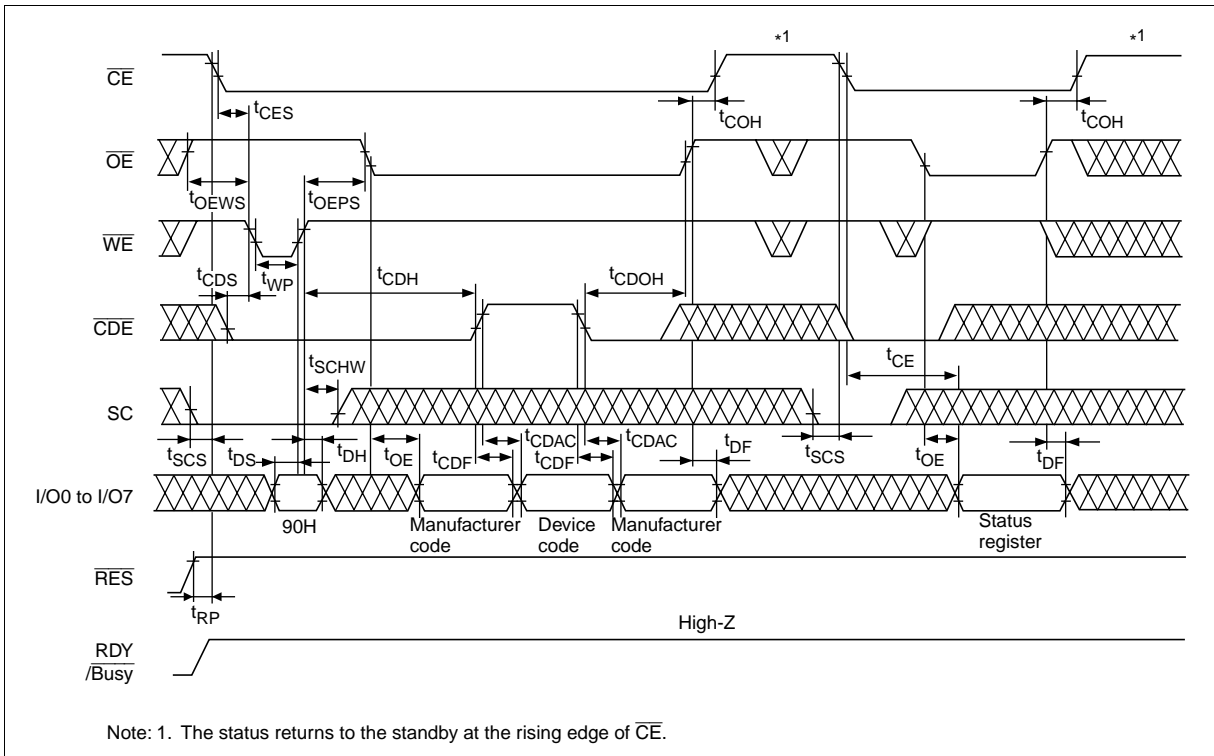 *1 *1
CE
tCES tCOH tCOH
OE
tOEWS tOEPS
WE
tCDS tWP tCDH tCDOH
CDE
tSCHW tCE
SC
tSCS tDS tDH tOE tCDAC tCDAC tDF tSCS tOE tDF
tCDF tCDF
I/O0 to I/O7
90H Manufacturer code Device code Manufacturer code Status register
RES
tRP
High-Z
RDY
/Busy
Note: 1. The status returns to the standby at the rising edge of CE.